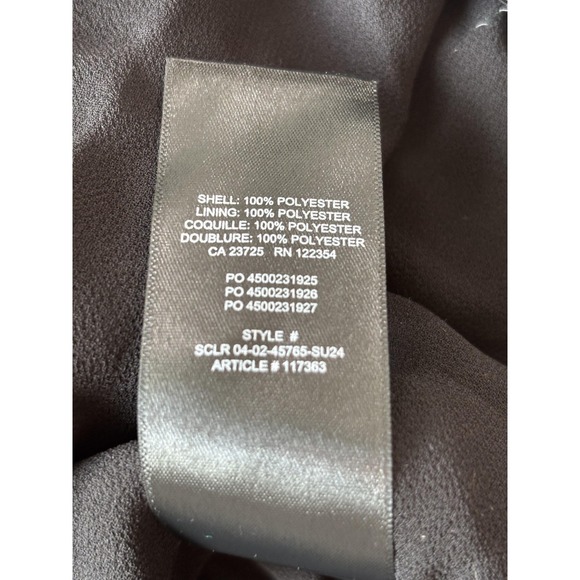 SHELL: 100% POLYESTER
LINING: 100% POLYESTER
COQUILLE: 100% POLYESTER
DOUBLURE: 100% POLYESTER
CA 23725 RN 122354
PO 4500231925
PO 4500231926
PO 4500231927
STYLE #
SCLR 04-02-45765-SU24
ARTICLE # 117363